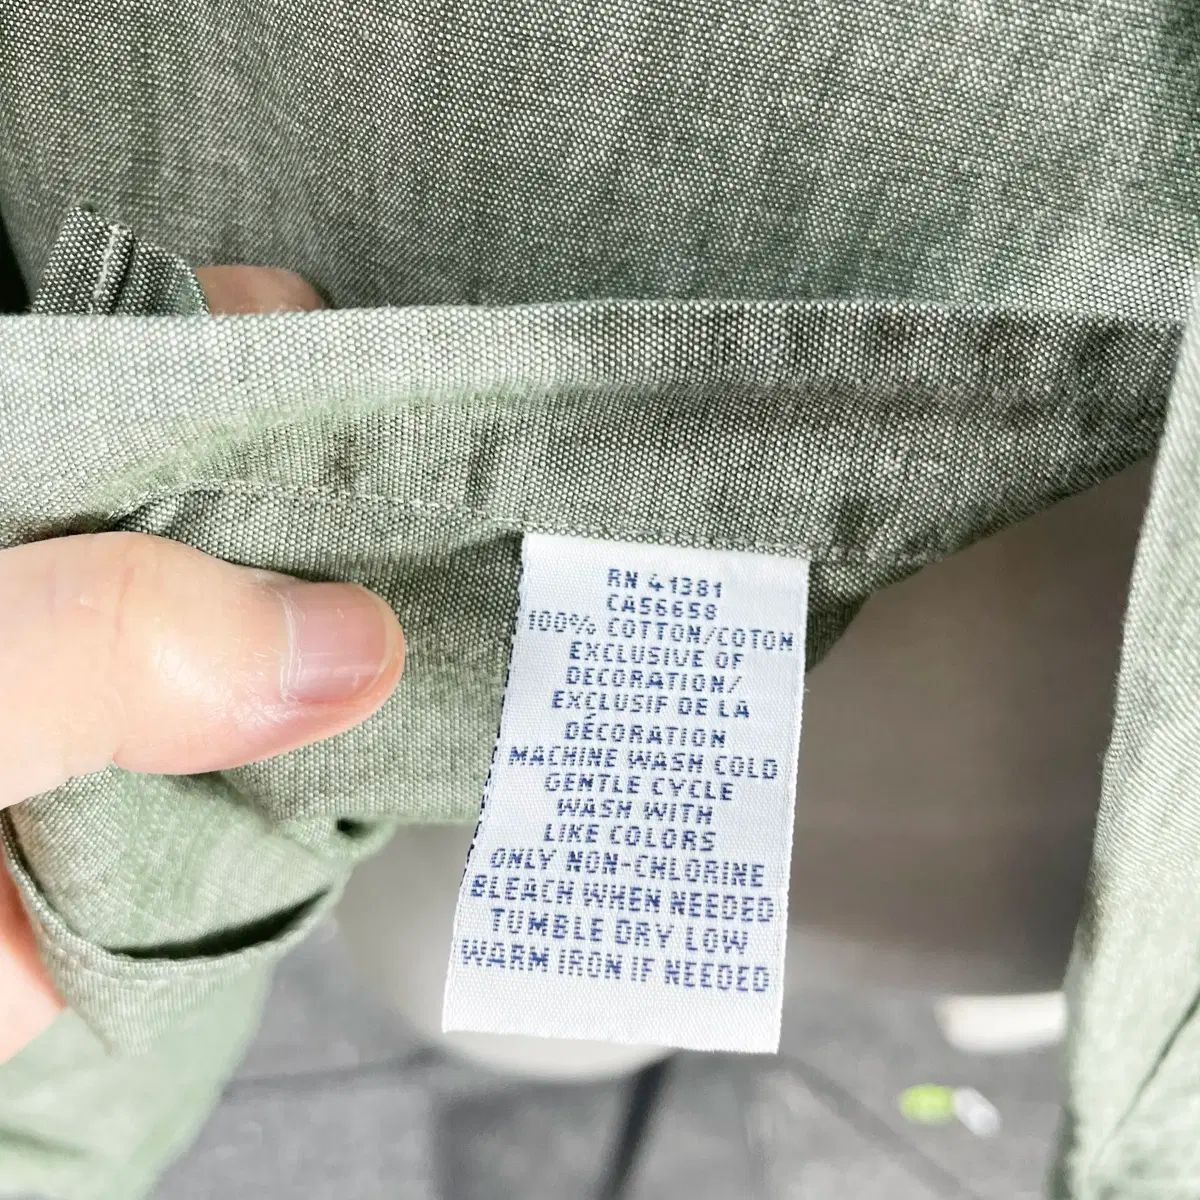 RN 41381
CA56658
100% COTTON/COTON
EXCLUSIVE OF
DECORATION/
EXCLUSIF DE LA
DÉCORATION
MACHINE WASH COLD
GENTLE CYCLE
WASH WITH
LIKE COLORS
ONLY NON-CHLORINE
BLEACH WHEN NEEDED
TUMBLE DRY LOW
WARM IRON IF NEEDED